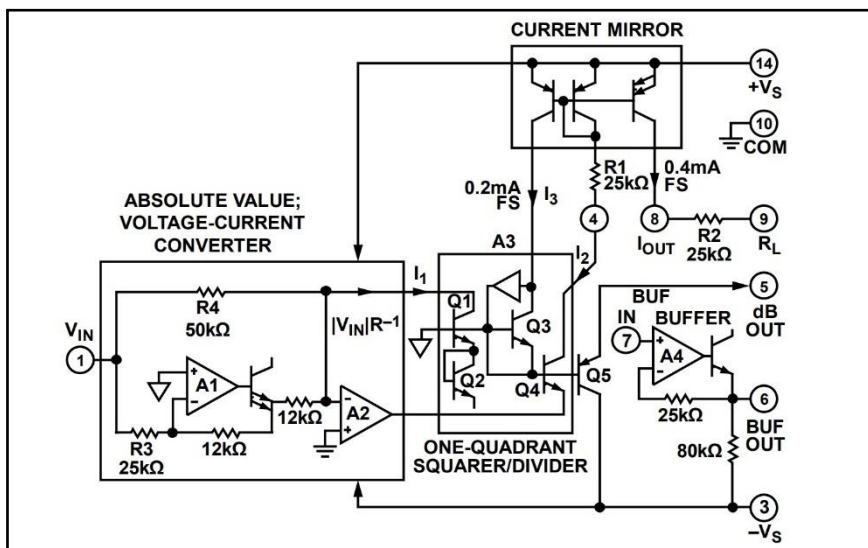 CURRENT MIRROR
14
+VS
10
COM
R1
25kΩ
0.4mA
FS
0.2mA
FS
I3
4
8
IOUT
R2
25kΩ
9
RL
ABSOLUTE VALUE;
VOLTAGE-CURRENT
CONVERTER
A3
I2
I1
R4
50kΩ
|VIN|R–1
VIN
1
Q1
Q2
Q3
Q4
Q5
5
dB
OUT
BUF
IN
7
BUFFER
A4
25kΩ
6
BUF
OUT
80kΩ
A1
12kΩ
A2
R3
25kΩ
12kΩ
ONE-QUADRANT
SQUARER/DIVIDER
3
–VS